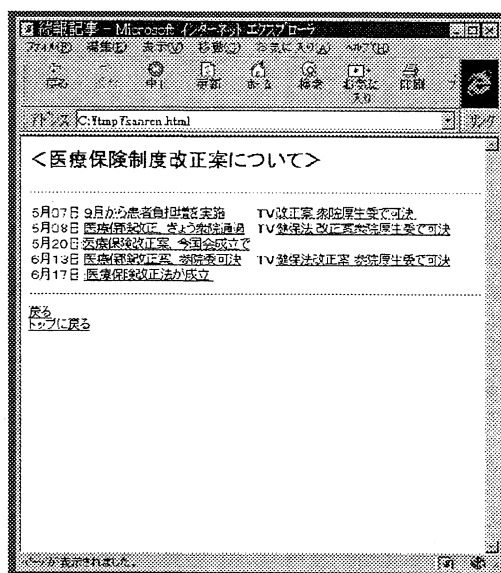 記事 - Microsoft インターネット エクスプローラ
ファイル(F) 編集(E) 表示(V) 移動(G) お気に入り(A) ヘルプ(H)
戻る 中止 更新 ホーム 検索 お気に入り 印刷
アドレス C:¥tmp¥sanren.html リンク
＜医療保険制度改正案について＞
5月07日 9月から患者負担増を実施 TV改正案 衆院厚生委で可決
5月08日 医療保険改正、きょう衆院通過 TV健保法 改正案衆院厚生委で可決
5月20日 医療保険改正案、今国会成立で
6月13日 医療保険改正案、参院委可決 TV健保法改正案 参院厚生委で可決
6月17日 医療保険改正法が成立
戻る
トップに戻る
ページが表示されました。